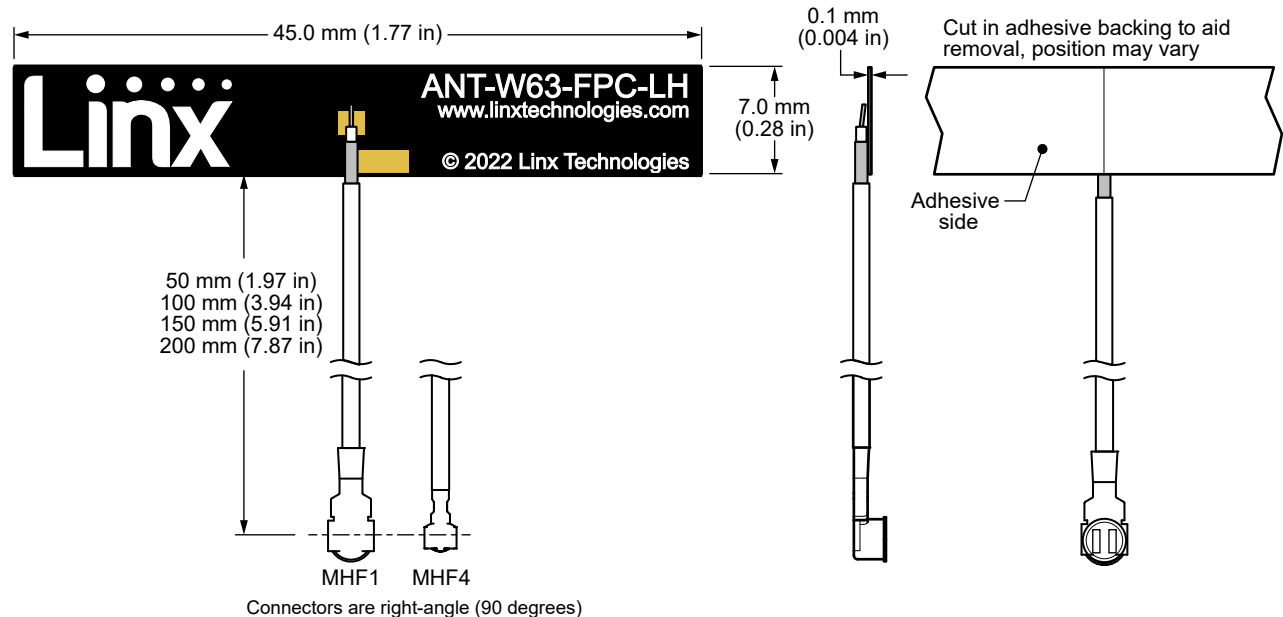 45.0 mm (1.77 in)
Linx
ANT-W63-FPC-LH
www.linxtechnologies.com
© 2022 Linx Technologies
7.0 mm
(0.28 in)
0.1 mm
(0.004 in)
Cut in adhesive backing to aid
removal, position may vary
Adhesive
side
50 mm (1.97 in)
100 mm (3.94 in)
150 mm (5.91 in)
200 mm (7.87 in)
MHF1
MHF4
Connectors are right-angle (90 degrees)